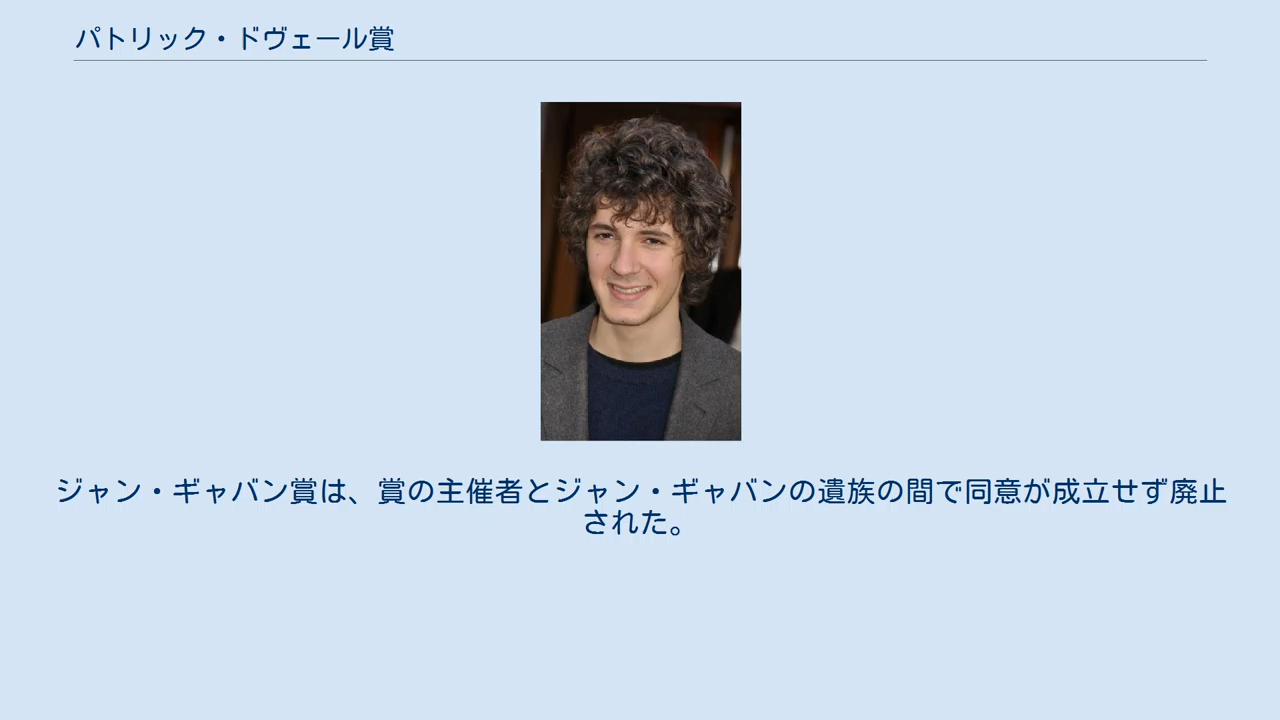 パトリック・ドヴェール賞
ジャン・ギャバン賞は、賞の主催者とジャン・ギャバンの遺族の間で同意が成立せず廃止
された。